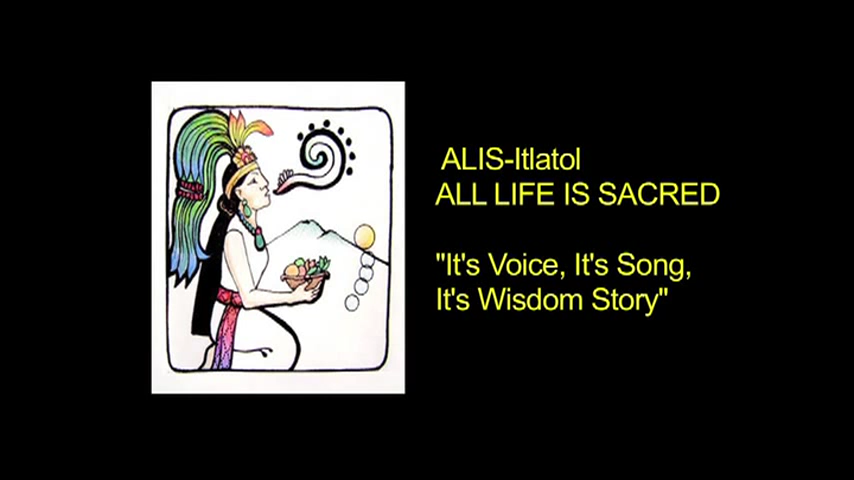 ALIS-Itlatol
ALL LIFE IS SACRED
"It's Voice, It's Song,
It's Wisdom Story"